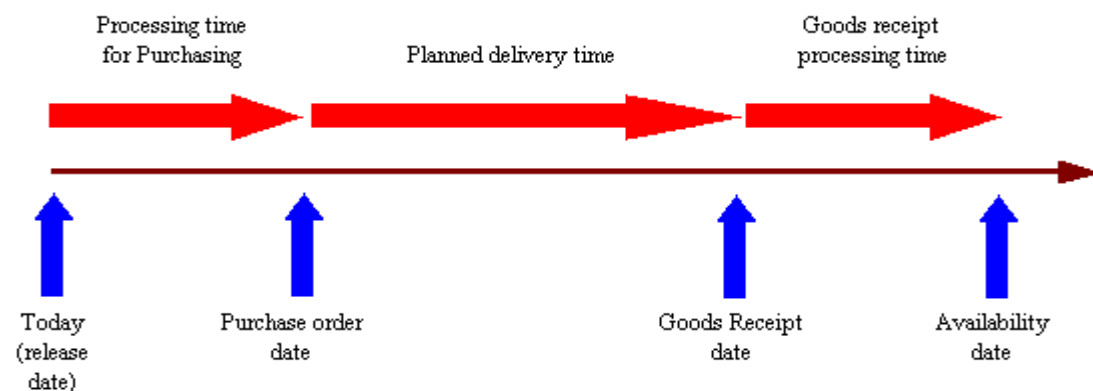 Processing time
for Purchasing
Planned delivery time
Goods receipt
processing time
Today
(release
date)
Purchase order
date
Goods Receipt
date
Availability
date